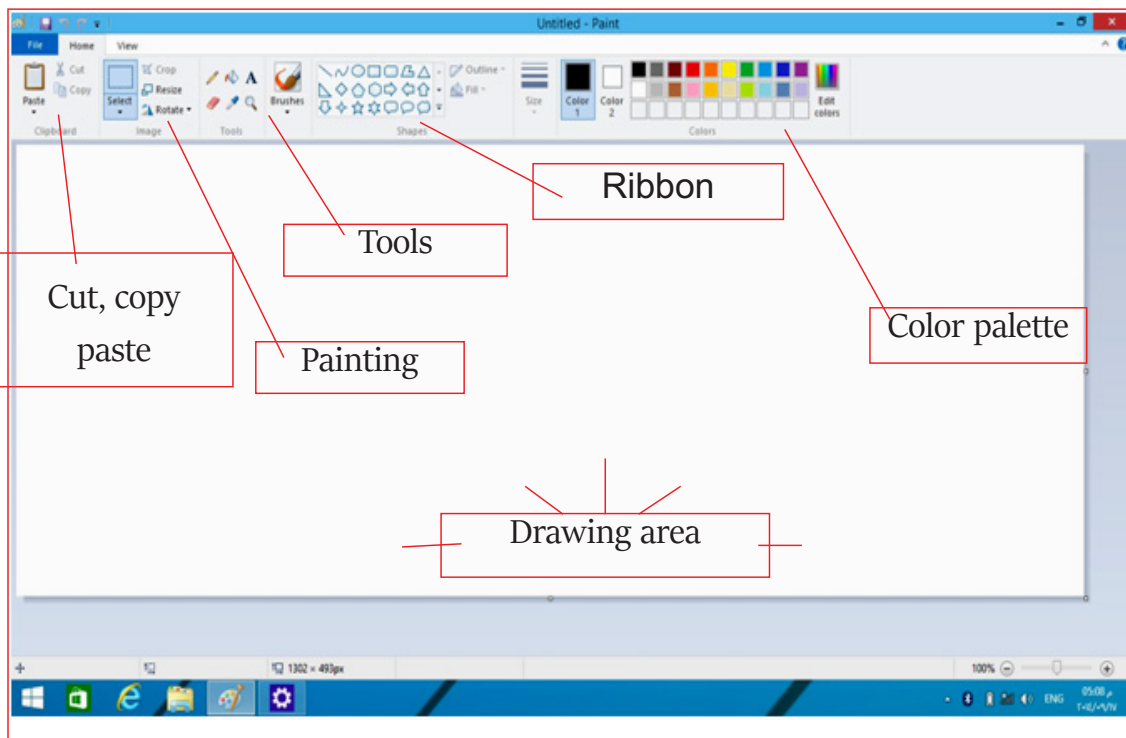 Untitled - Paint
File Home View
Cut
Copy
Paste
Clipboard
Crop
Resize
Rotate
Select
Image
A
Tools
Brushes
Outline
Fill
Shapes
Size
Color 1
Color 2
Edit colors
Colors
Ribbon
Tools
Cut, copy
paste
Painting
Color palette
Drawing area
1302 × 493px
100%
ENG
05:08 م